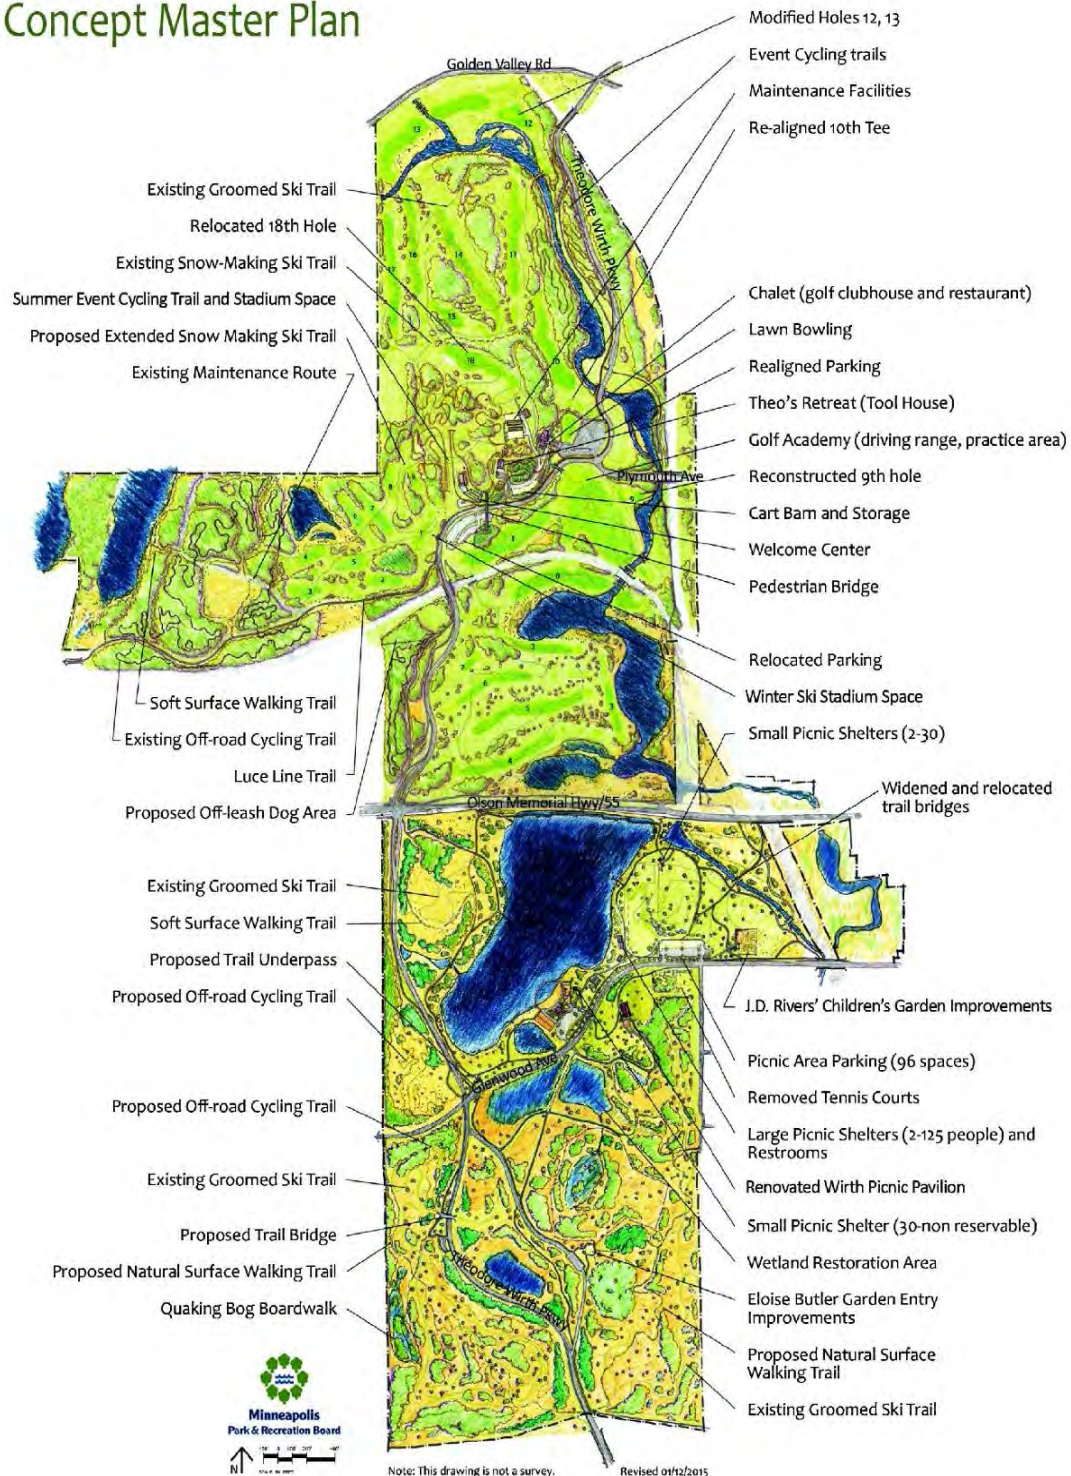 Concept Master Plan
Modified Holes 12, 13
Event Cycling trails
Maintenance Facilities
Re-aligned 10th Tee
Golden Valley Rd
Theodore Wirth Pkwy
Existing Groomed Ski Trail
Relocated 18th Hole
Existing Snow-Making Ski Trail
Summer Event Cycling Trail and Stadium Space
Proposed Extended Snow Making Ski Trail
Existing Maintenance Route
Chalet (golf clubhouse and restaurant)
Lawn Bowling
Realigned Parking
Theo's Retreat (Tool House)
Golf Academy (driving range, practice area)
Plymouth Ave
Reconstructed 9th hole
Cart Barn and Storage
Welcome Center
Pedestrian Bridge
Relocated Parking
Winter Ski Stadium Space
Small Picnic Shelters (2-30)
Soft Surface Walking Trail
Existing Off-road Cycling Trail
Luce Line Trail
Proposed Off-leash Dog Area
Olson Memorial Hwy/55
Widened and relocated
trail bridges
Existing Groomed Ski Trail
Soft Surface Walking Trail
Proposed Trail Underpass
Proposed Off-road Cycling Trail
J.D. Rivers' Children's Garden Improvements
Glenwood Ave
Picnic Area Parking (96 spaces)
Removed Tennis Courts
Large Picnic Shelters (2-125 people) and
Restrooms
Renovated Wirth Picnic Pavilion
Small Picnic Shelter (30-non reservable)
Wetland Restoration Area
Eloise Butler Garden Entry
Improvements
Proposed Natural Surface
Walking Trail
Existing Groomed Ski Trail
Proposed Off-road Cycling Trail
Existing Groomed Ski Trail
Proposed Trail Bridge
Proposed Natural Surface Walking Trail
Quaking Bog Boardwalk
Theodore Wirth Pkwy
Minneapolis
Park & Recreation Board
N
Note: This drawing is not a survey.
Revised 01/12/2015